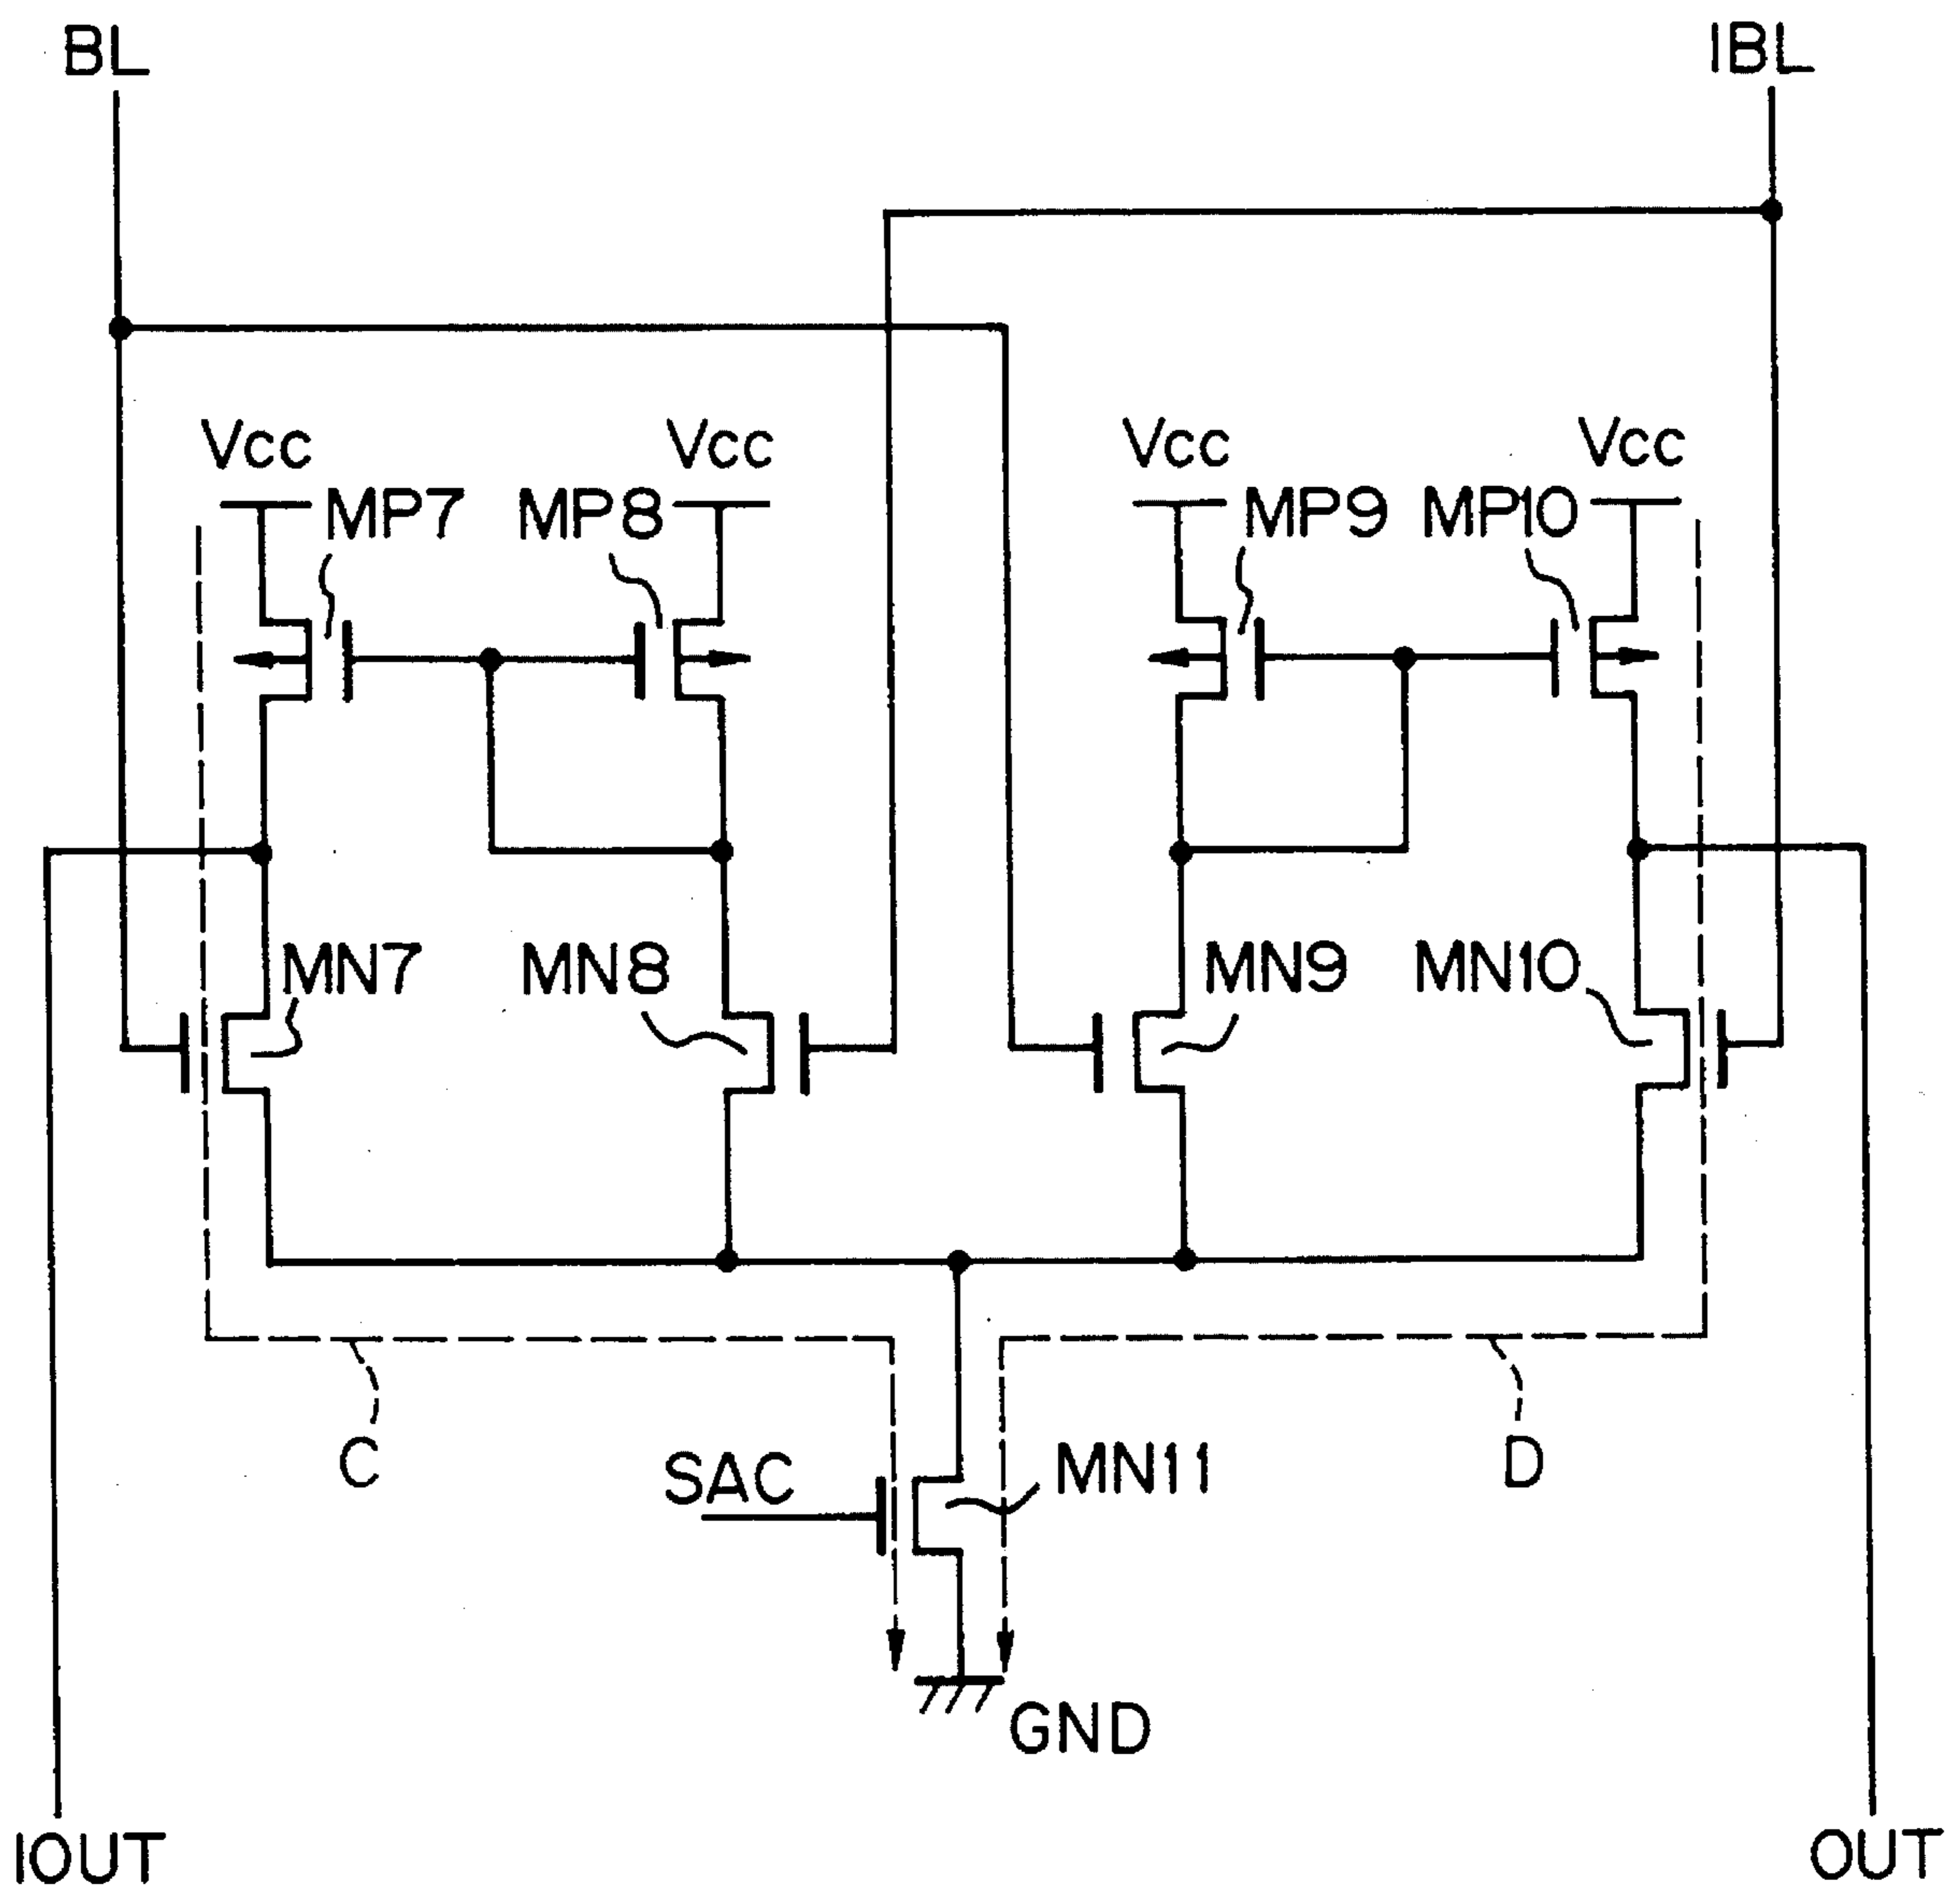 BL
IBL
Vcc
Vcc
Vcc
Vcc
MP7
MP8
MP9
MP10
MN7
MN8
MN9
MN10
C
D
SAC
MN11
GND
IOUT
OUT